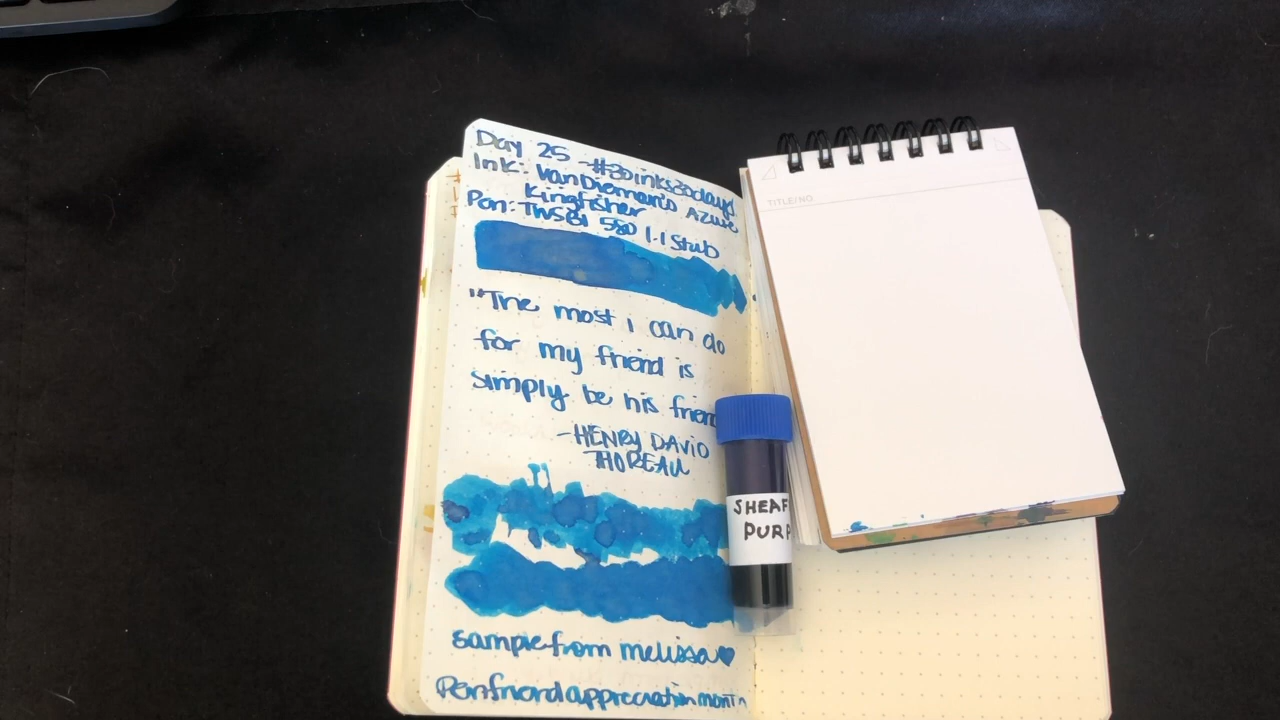 Day 25 #30inks30days
Ink: VanDieman's Azure
Kingfisher
Pen: TWSBI 580 1.1 Stub
"The most i can do
for my friend is
simply be his friend
-HENRY DAVID
THOREAU
sample from melissa♥
Penfriend appreciation month
TITLE/NO
SHEAF
PURP